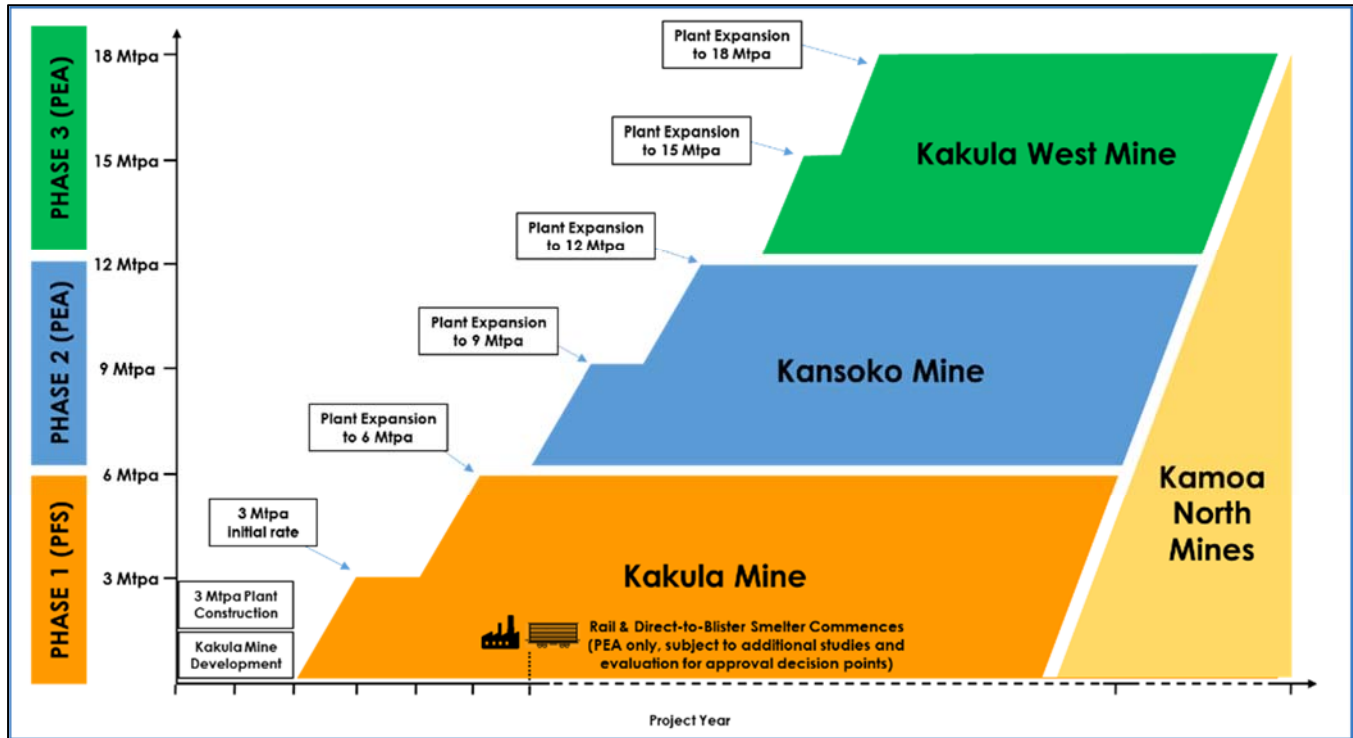 PHASE 3 (PEA)
PHASE 2 (PEA)
PHASE 1 (PFS)
18 Mtpa
15 Mtpa
12 Mtpa
9 Mtpa
6 Mtpa
3 Mtpa
Plant Expansion
to 18 Mtpa
Plant Expansion
to 15 Mtpa
Plant Expansion
to 12 Mtpa
Plant Expansion
to 9 Mtpa
Plant Expansion
to 6 Mtpa
3 Mtpa
initial rate
3 Mtpa Plant
Construction
Kakula Mine
Development
Kakula West Mine
Kansoko Mine
Kakula Mine
Kamoa
North
Mines
Rail & Direct-to-Blister Smelter Commences
(PEA only, subject to additional studies and
evaluation for approval decision points)
Project Year